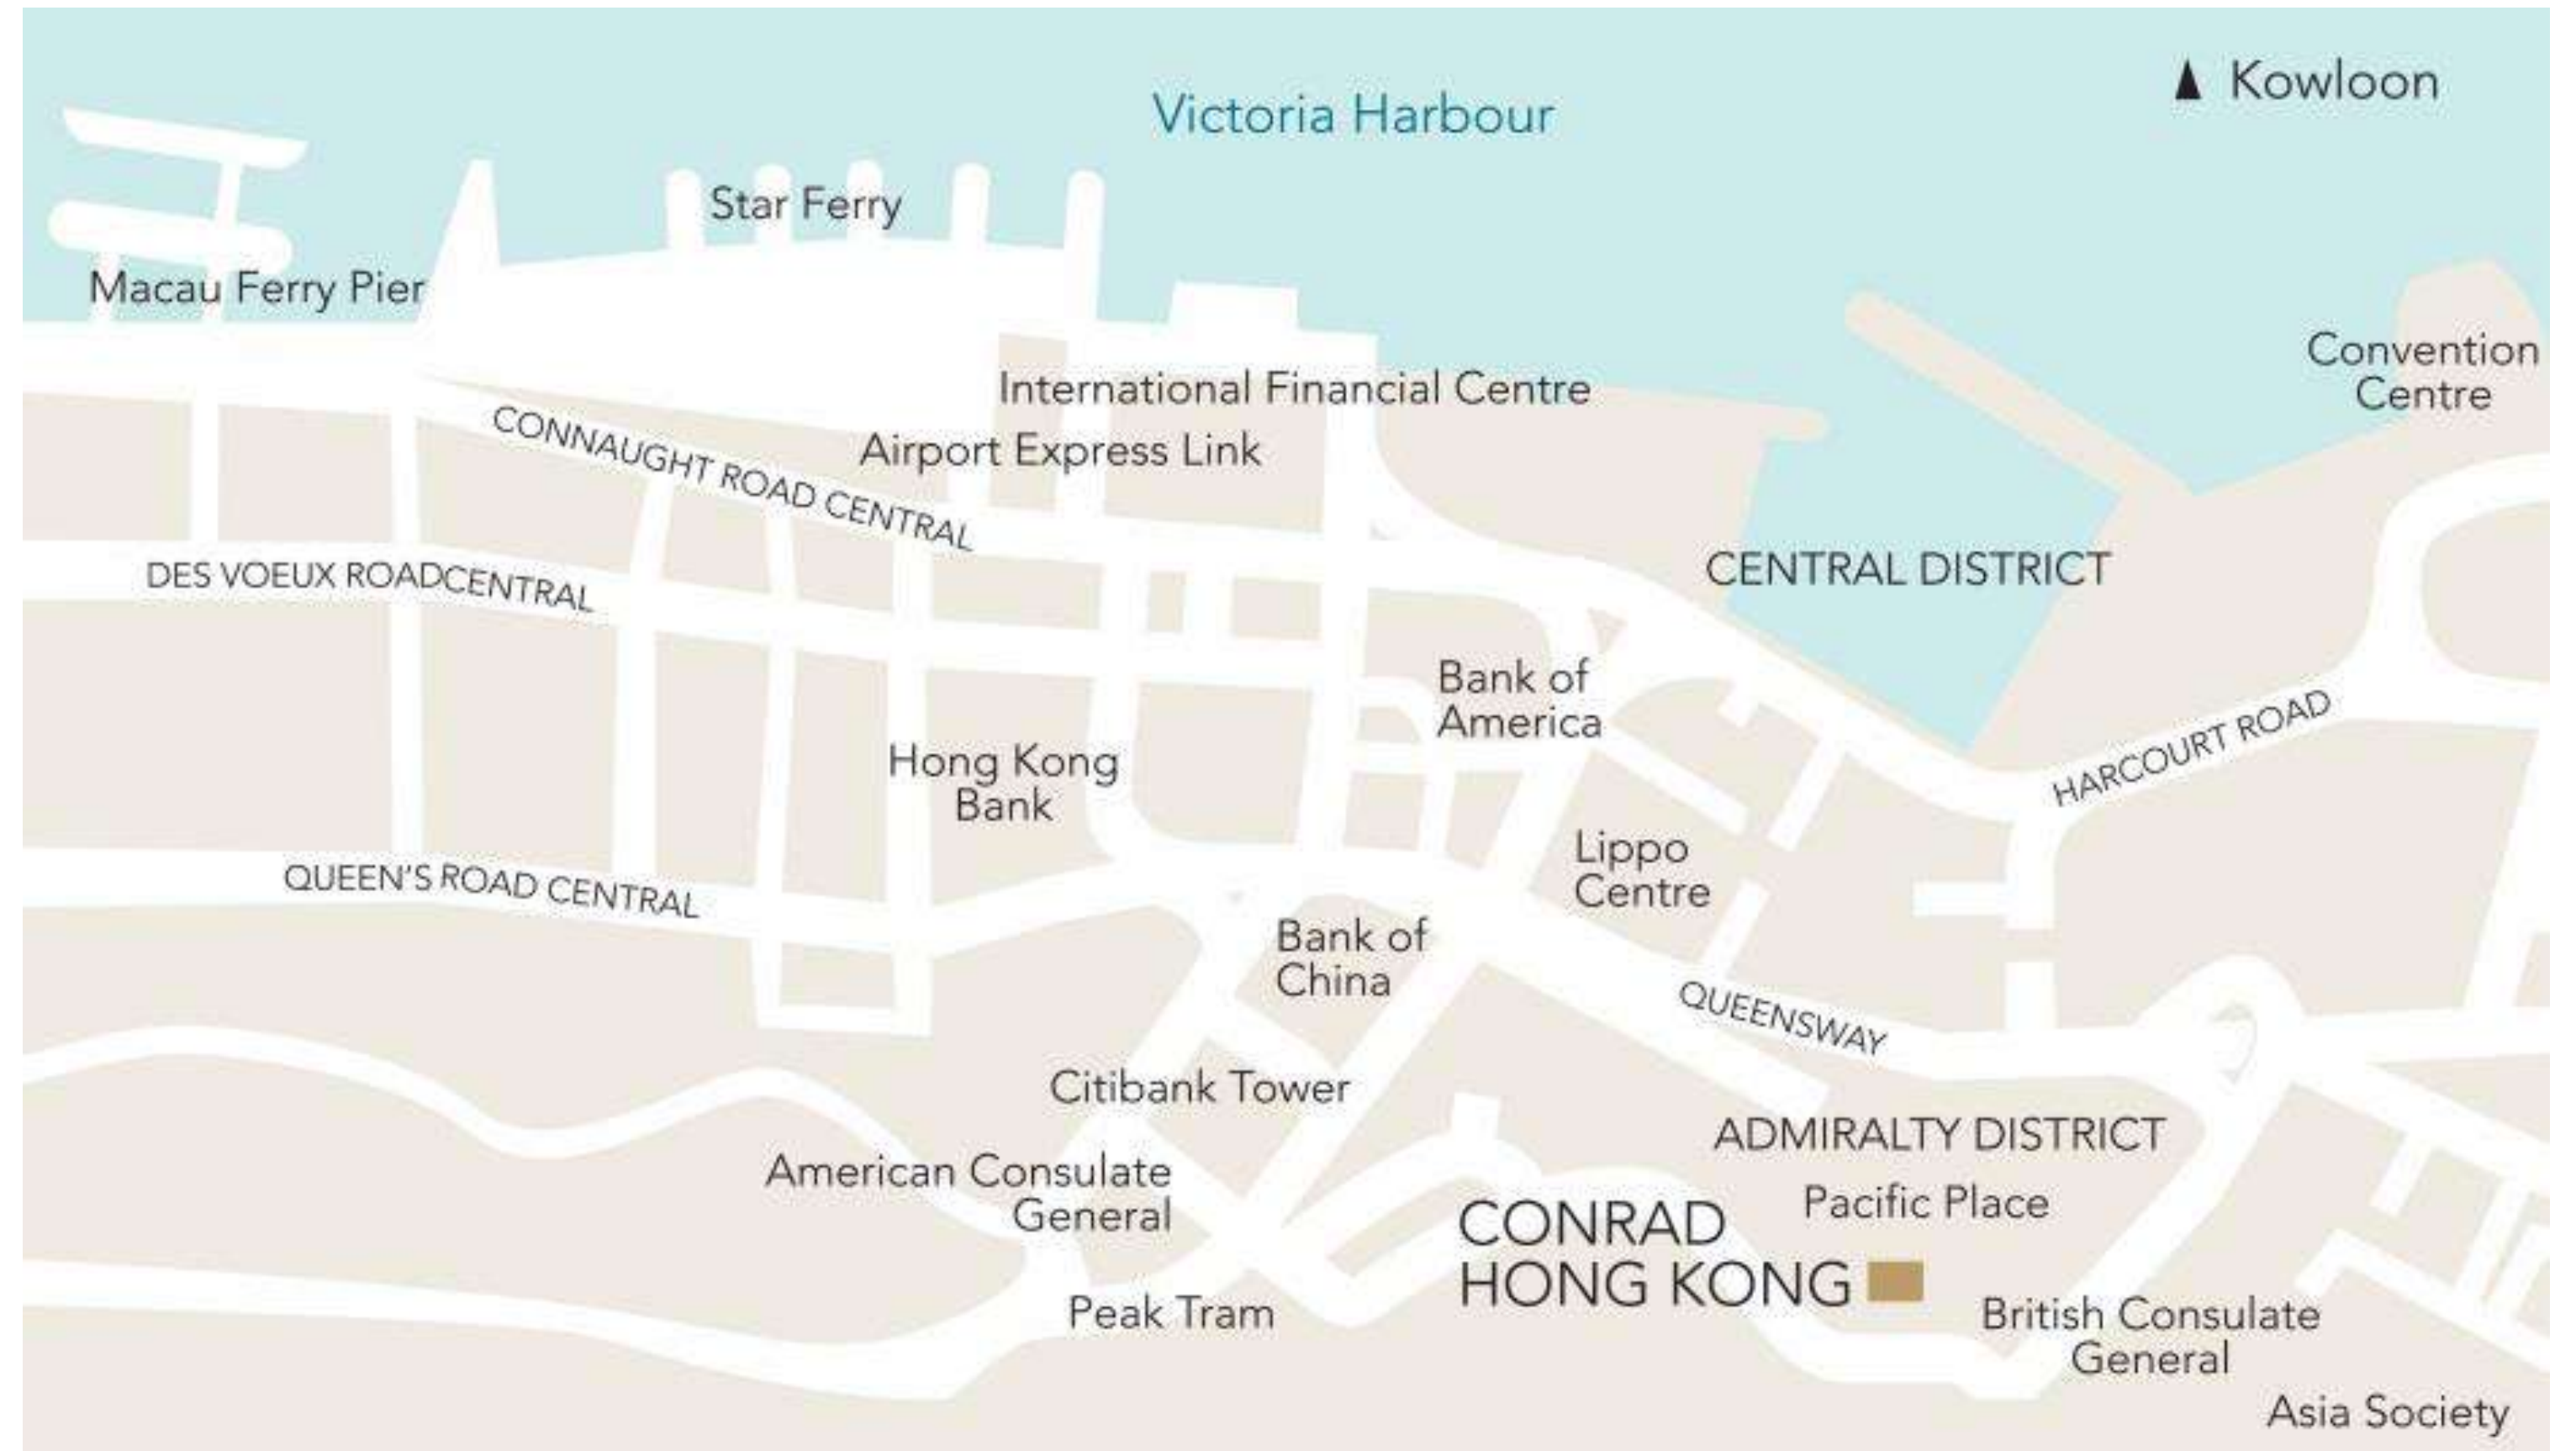 Kowloon
Victoria Harbour
Star Ferry
Macau Ferry Pier
Convention
Centre
International Financial Centre
CONNAUGHT ROAD CENTRAL
Airport Express Link
CENTRAL DISTRICT
DES VOEUX ROADCENTRAL
Bank of
America
HARCOURT ROAD
Hong Kong
Bank
Lippo
Centre
QUEEN'S ROAD CENTRAL
Bank of
China
QUEENSWAY
Citibank Tower
ADMIRALTY DISTRICT
American Consulate
General
Pacific Place
CONRAD
HONG KONG
Peak Tram
British Consulate
General
Asia Society